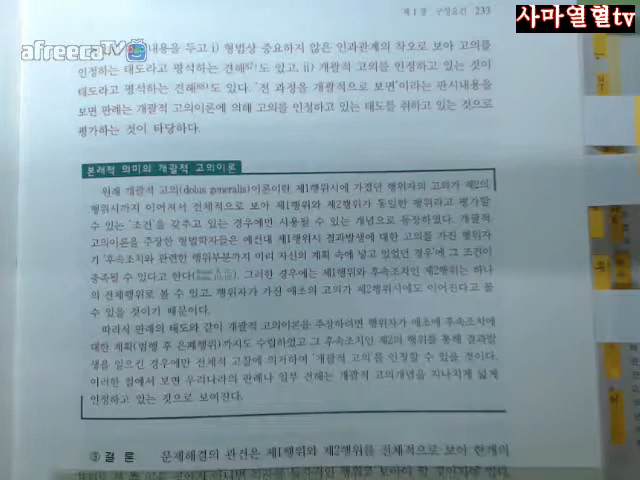 제 1 장 구성요건 233
사마열혈tv
afreecaTV
내용을 두고 i) 형법상 중요하지 않은 인과관계의 착오로 보아 고의를
인정하는 태도라고 평석하는 견해도 있고, ii) 개괄적 고의를 인정하고 있는 것이
태도라고 평석하는 견해도 있다. '전 과정을 개괄적으로 보면'이라는 판시내용을
보면 판례는 개괄적 고의이론에 의해 고의를 인정하고 있는 태도를 취하고 있는 것으로
평가하는 것이 타당하다.
본래적 의미의 개괄적 고의이론
원래 개괄적 고의(dolus generalis)이론이란 제1행위시에 가졌던 행위자의 고의가 제2의
행위시까지 이어져서 전체적으로 보아 제1행위와 제2행위가 동일한 행위라고 평가할
수 있는 '조건'을 갖추고 있는 경우에만 사용될 수 있는 개념으로 등장하였다. 개괄적
고의이론을 주장한 형법학자들은 예선대 제1행위시 결과발생에 대한 고의를 가진 행위자
가 '후속조치와 관련한 행위부분까지 미리 자신의 계획 속에 넣고 있었던 경우'에 그 조건이
충족될 수 있다고 한다. 그러한 경우에는 제1행위와 후속조치인 제2행위는 하나
의 전체행위로 볼 수 있고, 행위자가 가진 애초의 고의가 제2행위시에도 이어진다고 볼
수 있을 것이기 때문이다.
따라서 판례의 태도와 같이 개괄적 고의이론을 주장하려면 행위자가 애초에 후속조치에
대한 계획(범행 후 은폐행위)까지도 수립하였고 그 후속조치인 제2의 행위를 통해 결과발
생을 일으킨 경우에만 전체적 고찰에 의거하여 '개괄적 고의'를 인정할 수 있을 것이다.
이러한 점에서 보면 우리나라의 판례나 일부 견해는 개괄적 고의개념을 지나치게 넓게
인정하고 있는 것으로 보여진다.
③ 결 론 문제해결의 관건은 제1행위와 제2행위를 전체적으로 보아 한개의